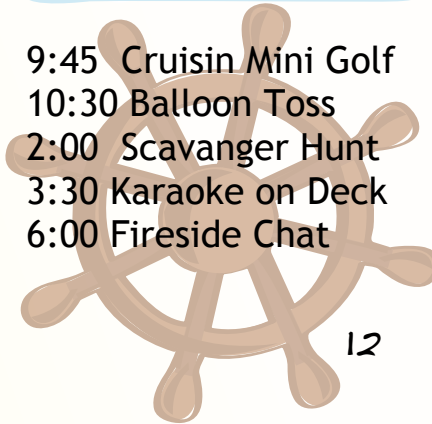 9:45 Cruisin Mini Golf
10:30 Balloon Toss
2:00 Scavanger Hunt
3:30 Karaoke on Deck
6:00 Fireside Chat
12